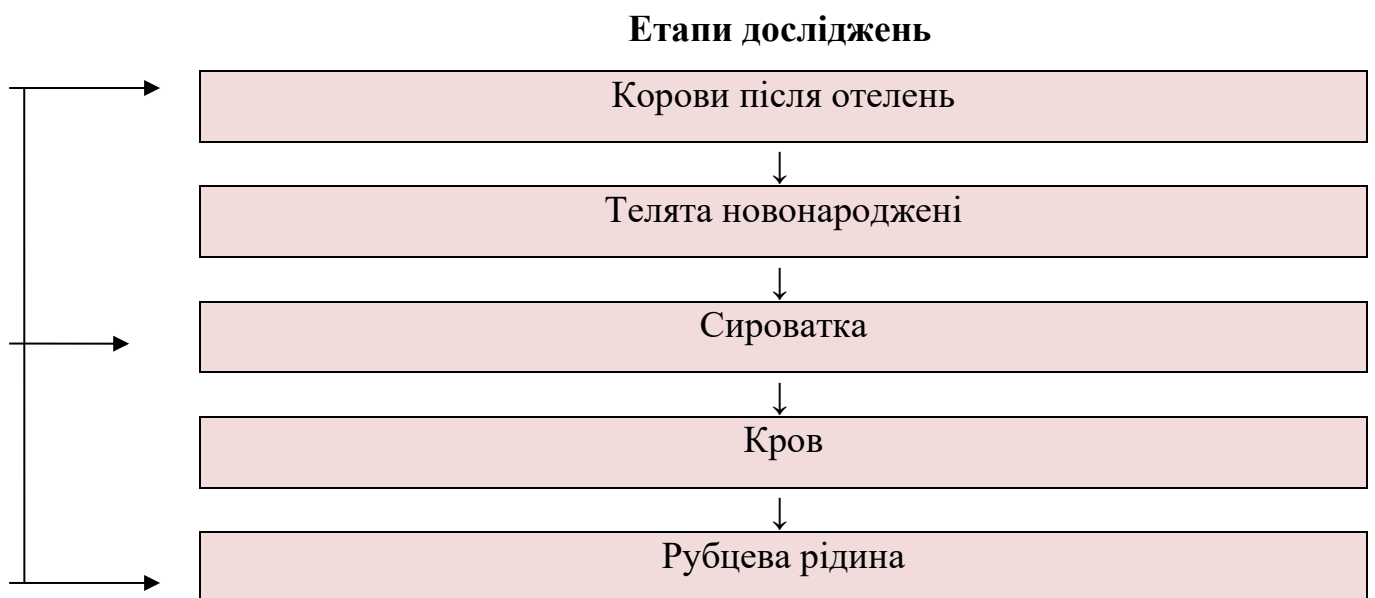 Етапи досліджень
Корови після отелень
↓
Телята новонароджені
↓
Сироватка
↓
Кров
↓
Рубцева рідина